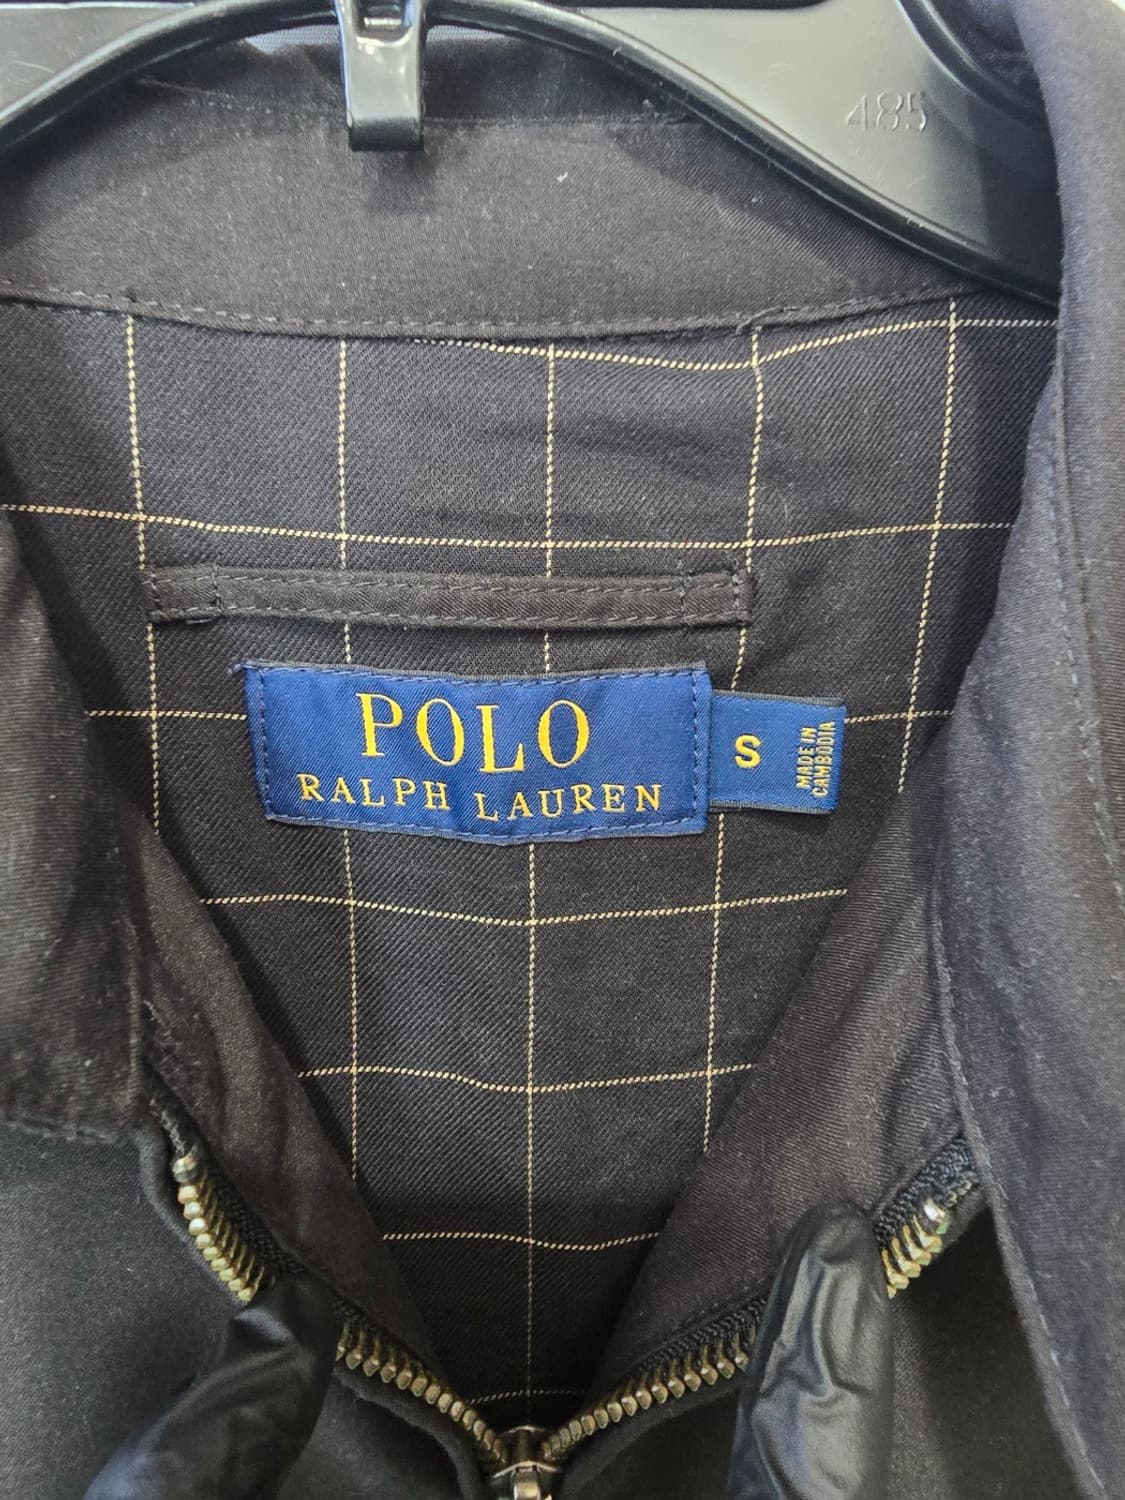 485
POLO
RALPH LAUREN
S
MADE IN
CAMBODIA